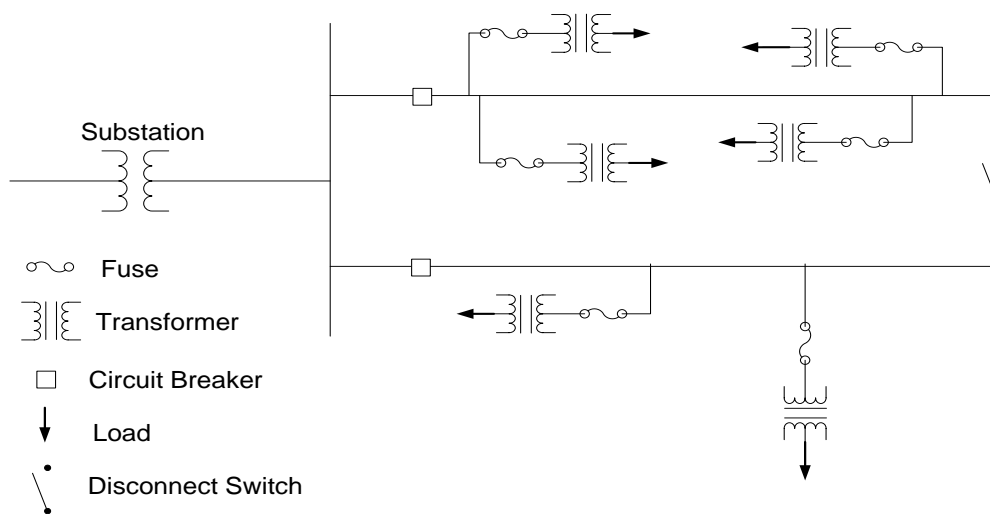 Substation
Fuse
Transformer
Circuit Breaker
Load
Disconnect Switch